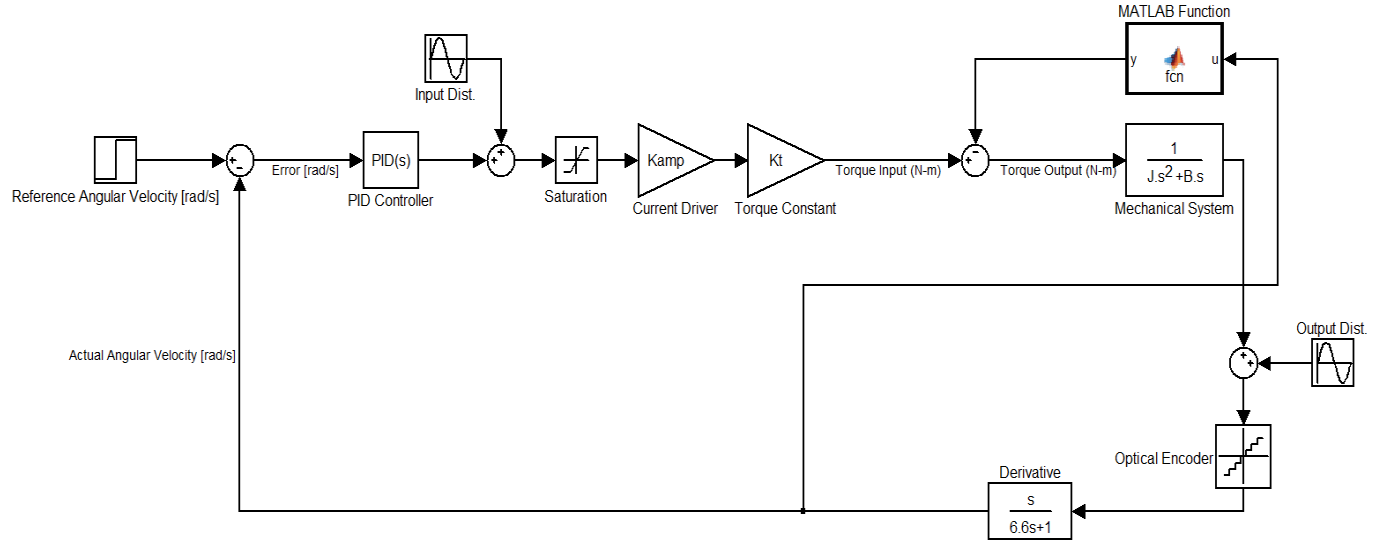 MATLAB Function
y
fcn
u
Input Dist.
Reference Angular Velocity [rad/s]
+
-
Error [rad/s]
PID(s)
PID Controller
+
+
Saturation
Kamp
Current Driver
Kt
Torque Constant
Torque Input (N-m)
-
+
Torque Output (N-m)
1
J.s²+B.s
Mechanical System
Output Dist.
+
+
Actual Angular Velocity [rad/s]
Optical Encoder
Derivative
s
6.6s+1